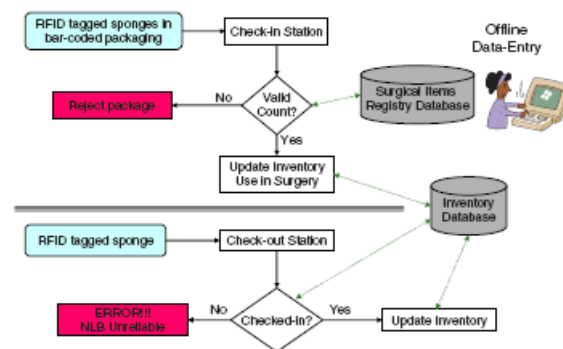 RFID tagged sponges in
bar-coded packaging
Check-in Station
Offline
Data-Entry
Reject package
No
Valid
Count?
Surgical Items
Registry Database
Yes
Update Inventory
Use in Surgery
Inventory
Database
RFID tagged sponge
Check-out Station
ERROR!!!
NLB Unreliable
No
Checked-in?
Yes
Update Inventory